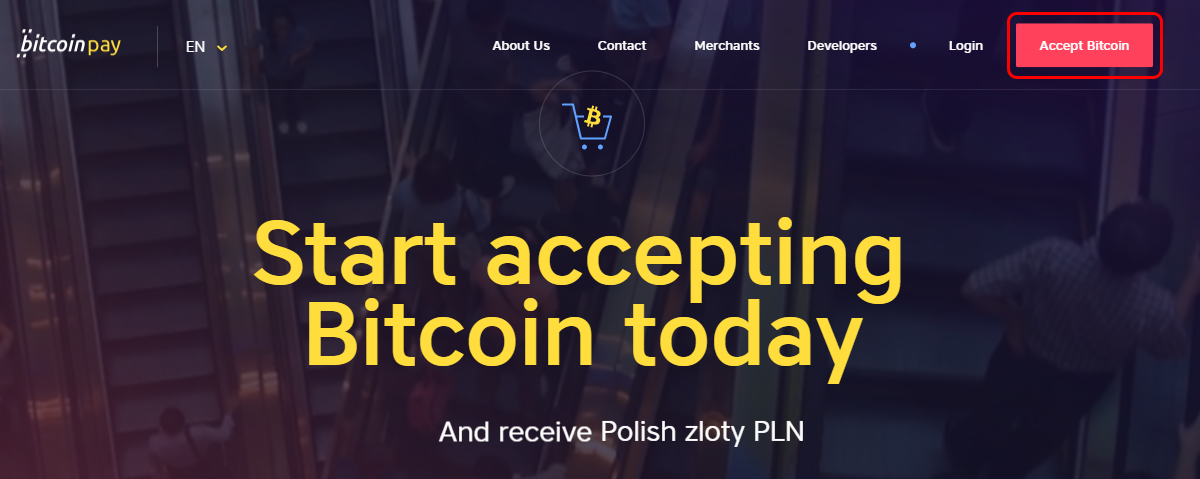 bitcoinpay
EN
About Us
Contact
Merchants
Developers
Login
Accept Bitcoin
Start accepting
Bitcoin today
And receive Polish zloty PLN